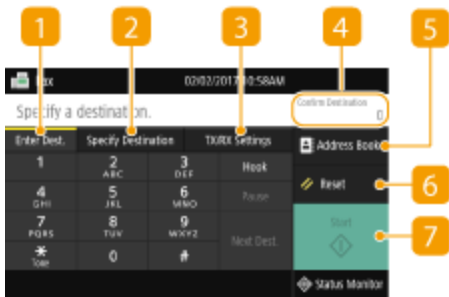 1 2 3 4 5
Fax 02/02/2017 10:58AM
Specify a destination.
Confirm Destination
0
Enter Dest. Specify Destination TX/RX Settings Address Book
1 2 3 Hook
ABC DEF
Reset 6
4 5 6 Pause
GHI JKL MNO
7 8 9 Start 7
PQRS TUV WXYZ
Next Dest.
* 0 #
Tone
Status Monitor